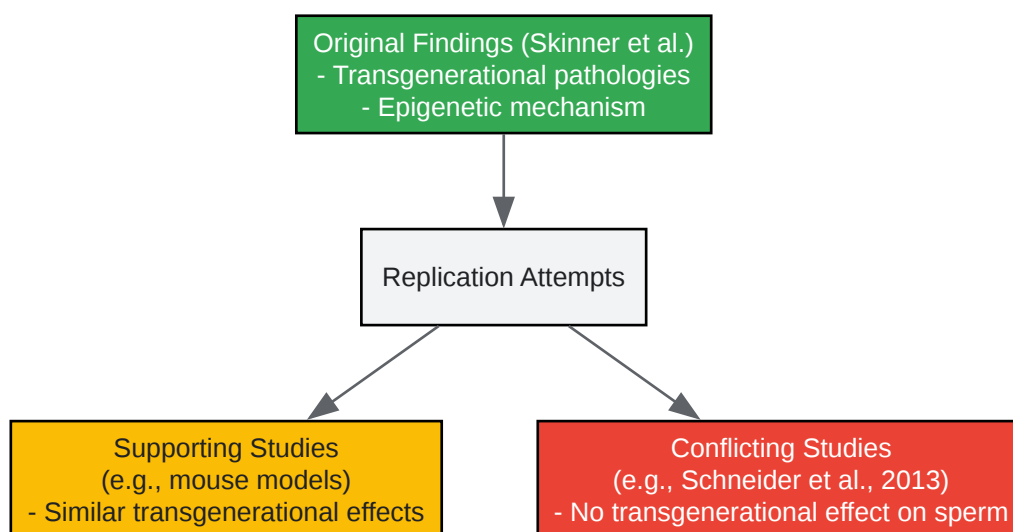 Original Findings (Skinner et al.)
- Transgenerational pathologies
- Epigenetic mechanism
Replication Attempts
Supporting Studies
(e.g., mouse models)
- Similar transgenerational effects
Conflicting Studies
(e.g., Schneider et al., 2013)
- No transgenerational effect on sperm